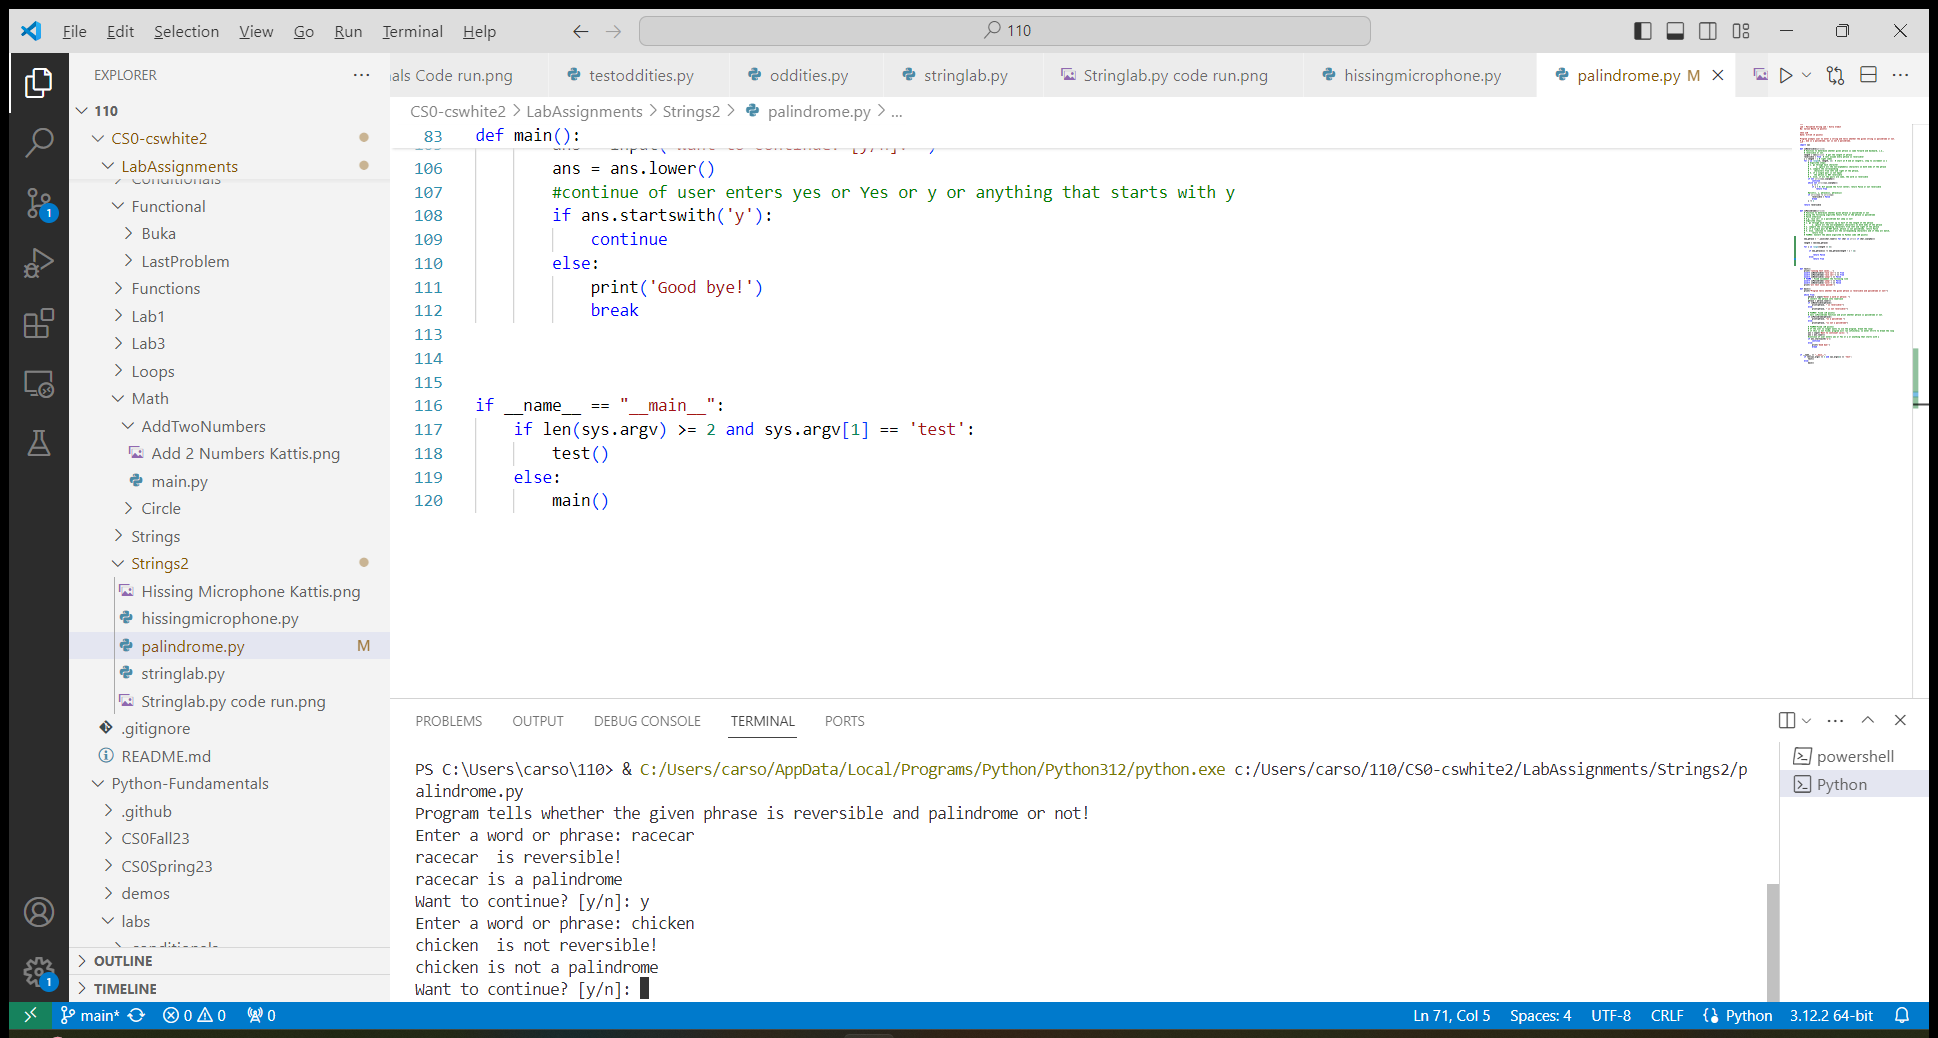 File Edit Selection View Go Run Terminal Help 110
EXPLORER
als Code run.png testoddities.py oddities.py stringlab.py Stringlab.py code run.png hissingmicrophone.py palindrome.py M
CS0-cswhite2 > LabAssignments > Strings2 > palindrome.py > ...
110
CS0-cswhite2
LabAssignments
Conditionals
Functional
Buka
LastProblem
Functions
Lab1
Lab3
Loops
Math
AddTwoNumbers
Add 2 Numbers Kattis.png
main.py
Circle
Strings
Strings2
Hissing Microphone Kattis.png
hissingmicrophone.py
palindrome.py M
stringlab.py
Stringlab.py code run.png
.gitignore
README.md
Python-Fundamentals
.github
CS0Fall23
CS0Spring23
demos
labs
conditionals
OUTLINE
TIMELINE
83 def main():
106 ans = ans.lower()
107 #continue of user enters yes or Yes or y or anything that starts with y
108 if ans.startswith('y'):
109 continue
110 else:
111 print('Good bye!')
112 break
113
114
115
116 if __name__ == "__main__":
117 if len(sys.argv) >= 2 and sys.argv[1] == 'test':
118 test()
119 else:
120 main()
PROBLEMS OUTPUT DEBUG CONSOLE TERMINAL PORTS
PS C:\Users\carso\110> & C:/Users/carso/AppData/Local/Programs/Python/Python312/python.exe c:/Users/carso/110/CS0-cswhite2/LabAssignments/Strings2/p
alindrome.py
Program tells whether the given phrase is reversible and palindrome or not!
Enter a word or phrase: racecar
racecar  is reversible!
racecar is a palindrome
Want to continue? [y/n]: y
Enter a word or phrase: chicken
chicken  is not reversible!
chicken is not a palindrome
Want to continue? [y/n]:
powershell
Python
1
1
main* 0 0 0 Ln 71, Col 5 Spaces: 4 UTF-8 CRLF Python 3.12.2 64-bit